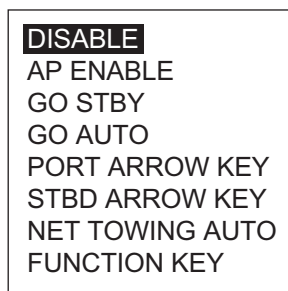 DISABLE
AP ENABLE
GO STBY
GO AUTO
PORT ARROW KEY
STBD ARROW KEY
NET TOWING AUTO
FUNCTION KEY